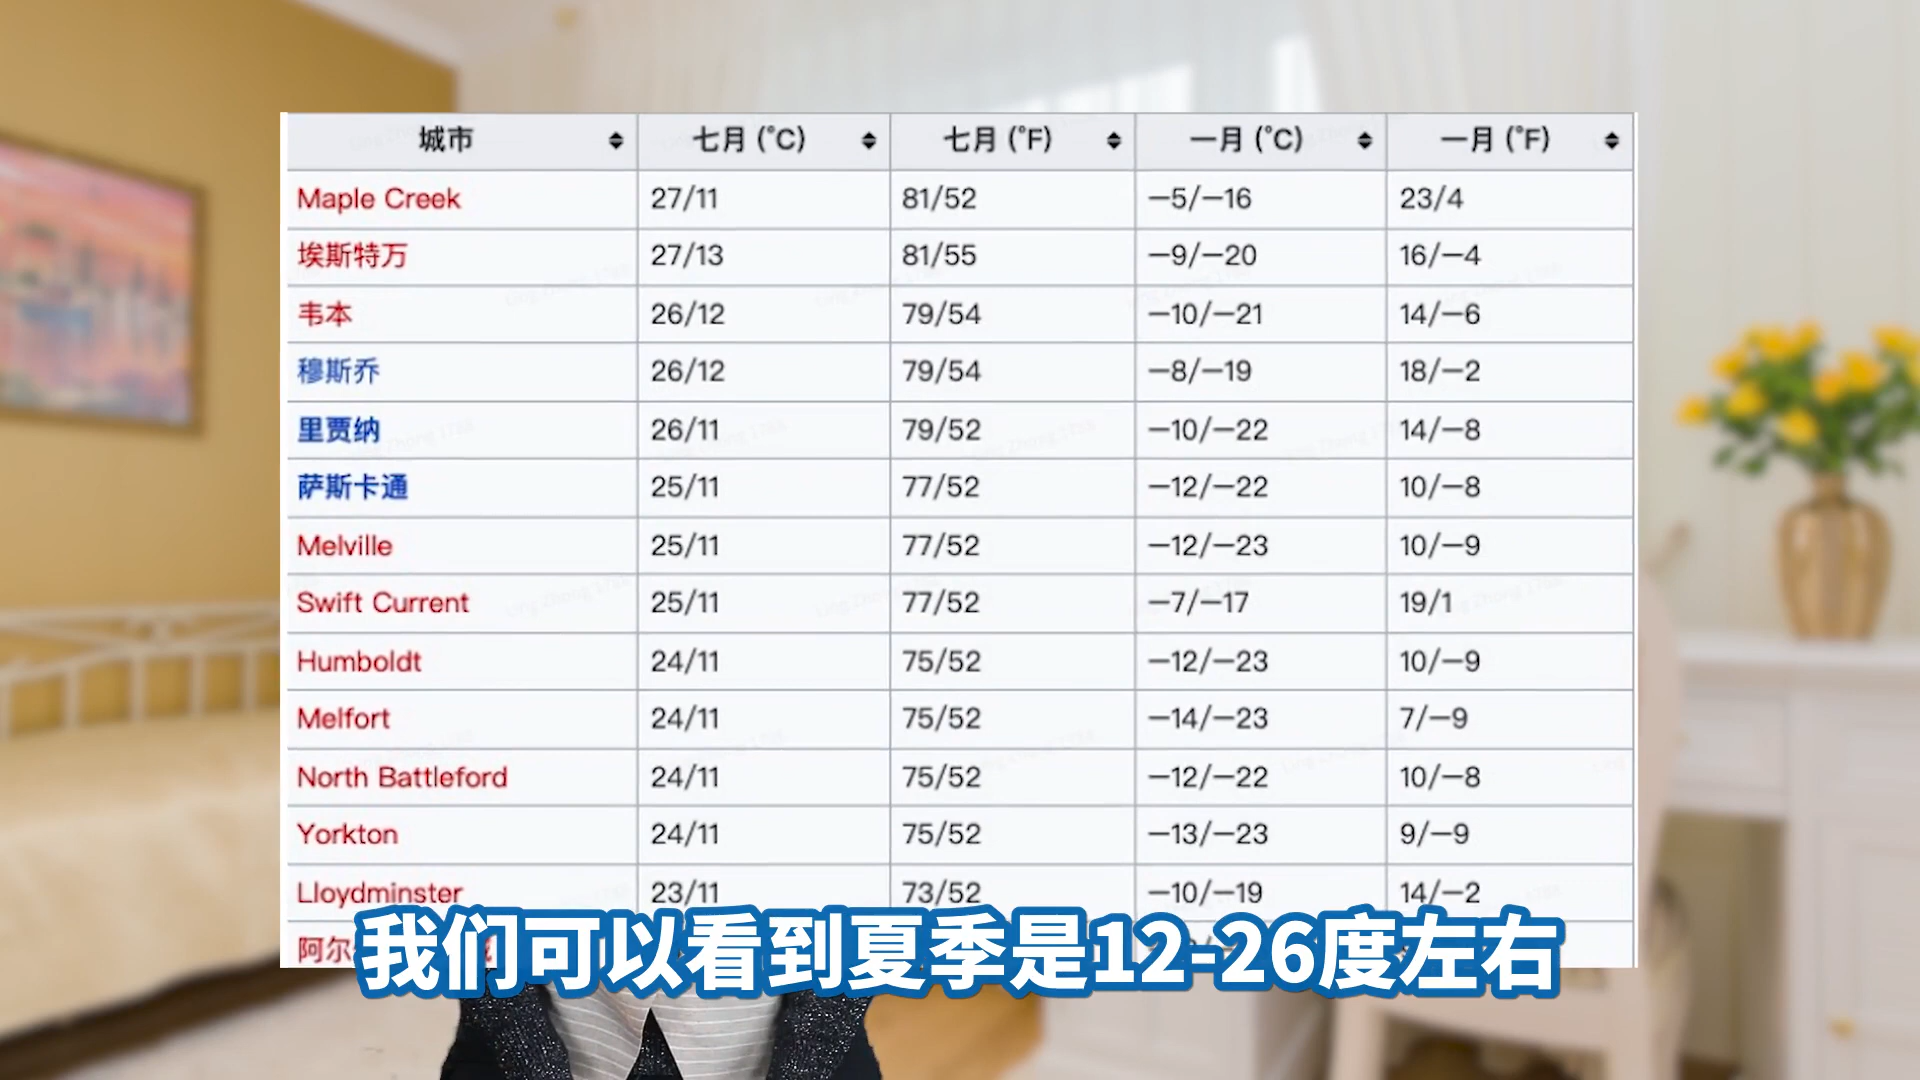 城市 七月 (°C) 七月 (°F) 一月 (°C) 一月 (°F)
Maple Creek 27/11 81/52 −5/−16 23/4
埃斯特万 27/13 81/55 −9/−20 16/−4
韦本 26/12 79/54 −10/−21 14/−6
穆斯乔 26/12 79/54 −8/−19 18/−2
里贾纳 26/11 79/52 −10/−22 14/−8
萨斯卡通 25/11 77/52 −12/−22 10/−8
Melville 25/11 77/52 −12/−23 10/−9
Swift Current 25/11 77/52 −7/−17 19/1
Humboldt 24/11 75/52 −12/−23 10/−9
Melfort 24/11 75/52 −14/−23 7/−9
North Battleford 24/11 75/52 −12/−22 10/−8
Yorkton 24/11 75/52 −13/−23 9/−9
Lloydminster 23/11 73/52 −10/−19 14/−2
阿尔
我们可以看到夏季是12-26度左右